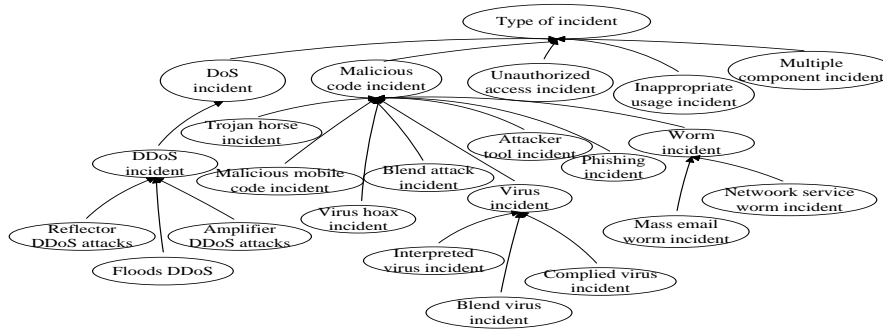 Type of incident
DoS
incident
Malicious
code incident
Unauthorized
access incident
Inappropriate
usage incident
Multiple
component incident
Trojan horse
incident
Attacker
tool incident
Worm
incident
DDoS
incident
Malicious mobile
code incident
Blend attack
incident
Phishing
incident
Virus hoax
incident
Virus
incident
Netwoork service
worm incident
Reflector
DDoS attacks
Amplifier
DDoS attacks
Mass email
worm incident
Floods DDoS
Interpreted
virus incident
Complied virus
incident
Blend virus
incident